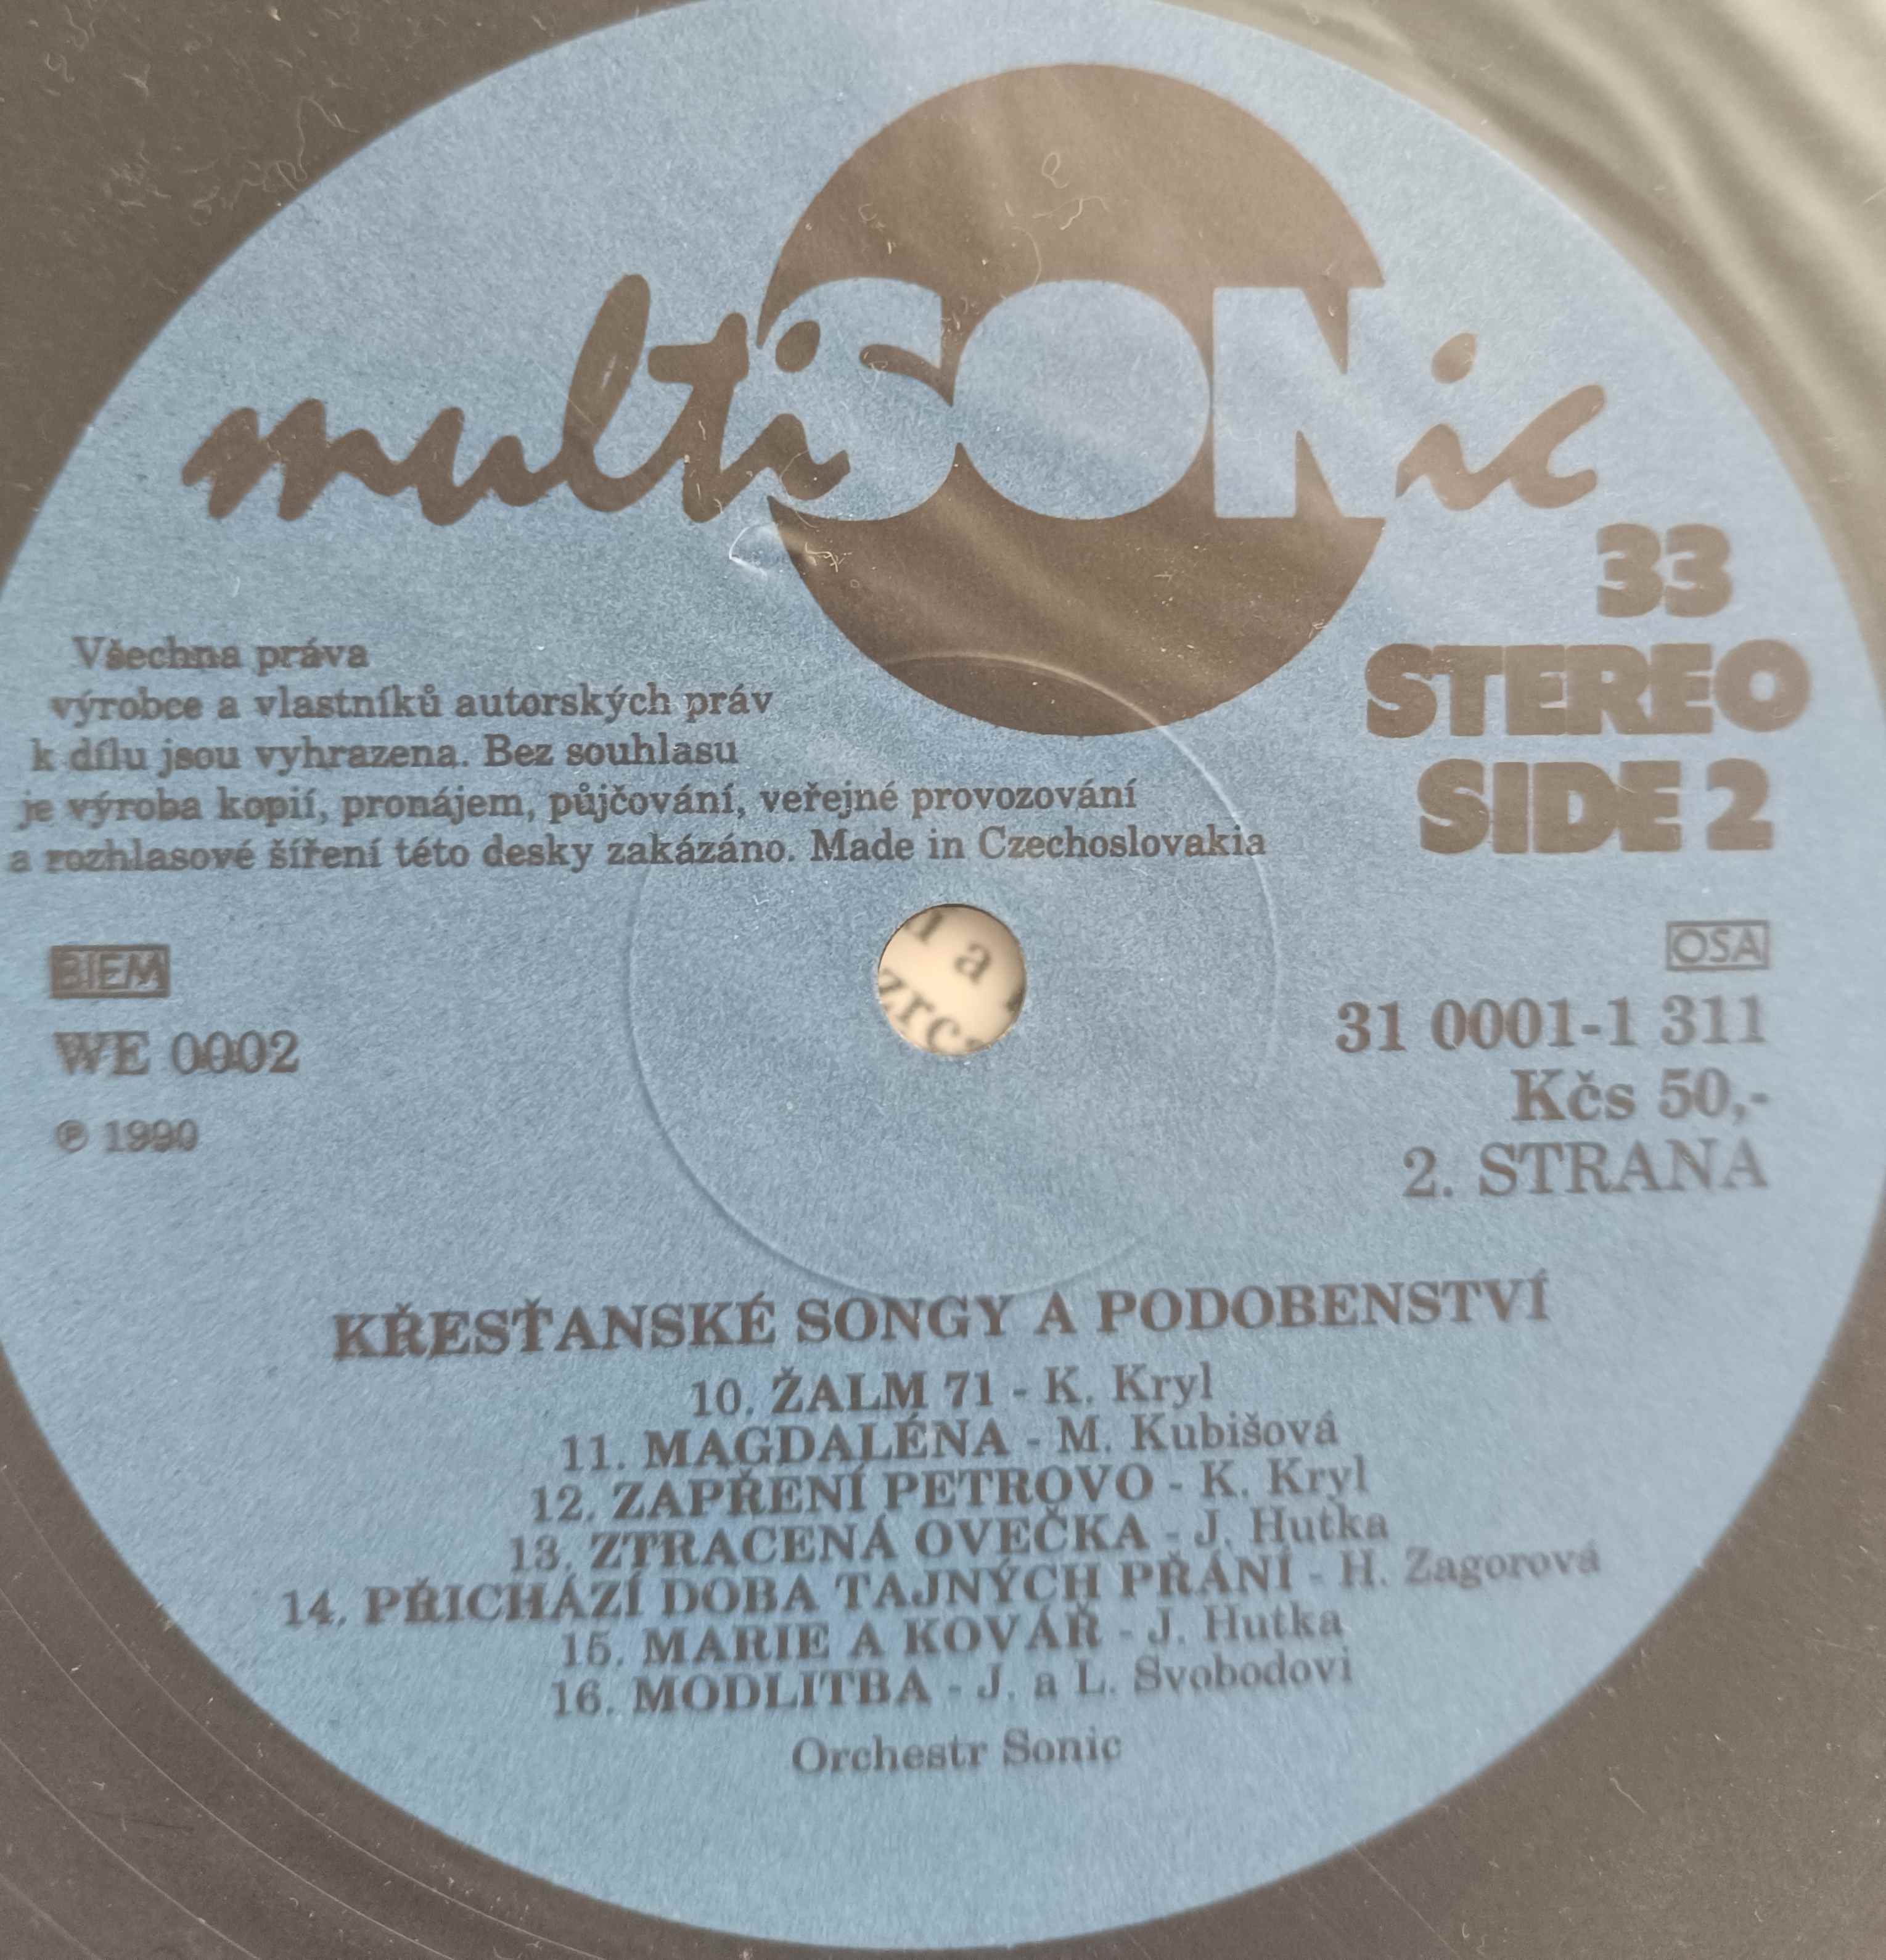 multiSONic
33
STEREO
SIDE 2
Všechna práva
výrobce a vlastníků autorských práv
k dílu jsou vyhrazena. Bez souhlasu
je výroba kopií, pronájem, půjčování, veřejné provozování
a rozhlasové šíření této desky zakázáno. Made in Czechoslovakia
BIEM
WE 0002
℗ 1990
OSA
31 0001-1 311
Kčs 50,-
2. STRANA
a
KŘESŤANSKÉ SONGY A PODOBENSTVÍ
10. ŽALM 71 - K. Kryl
11. MAGDALÉNA - M. Kubišová
12. ZAPŘENÍ PETROVO - K. Kryl
13. ZTRACENÁ OVEČKA - J. Hutka
14. PŘICHÁZÍ DOBA TAJNÝCH PŘÁNÍ - H. Zagorová
15. MARIE A KOVÁŘ - J. Hutka
16. MODLITBA - J. a L. Svobodovi
Orchestr Sonic